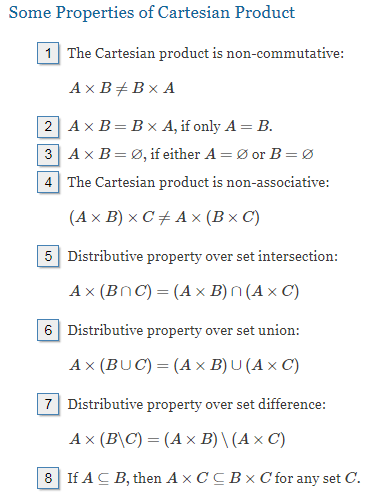 Some Properties of Cartesian Product
1 The Cartesian product is non-commutative:
A × B ≠ B × A
2 A × B = B × A, if only A = B.
3 A × B = ∅, if either A = ∅ or B = ∅
4 The Cartesian product is non-associative:
(A × B) × C ≠ A × (B × C)
5 Distributive property over set intersection:
A × (B ∩ C) = (A × B) ∩ (A × C)
6 Distributive property over set union:
A × (B ∪ C) = (A × B) ∪ (A × C)
7 Distributive property over set difference:
A × (B\C) = (A × B) \ (A × C)
8 If A ⊆ B, then A × C ⊆ B × C for any set C.